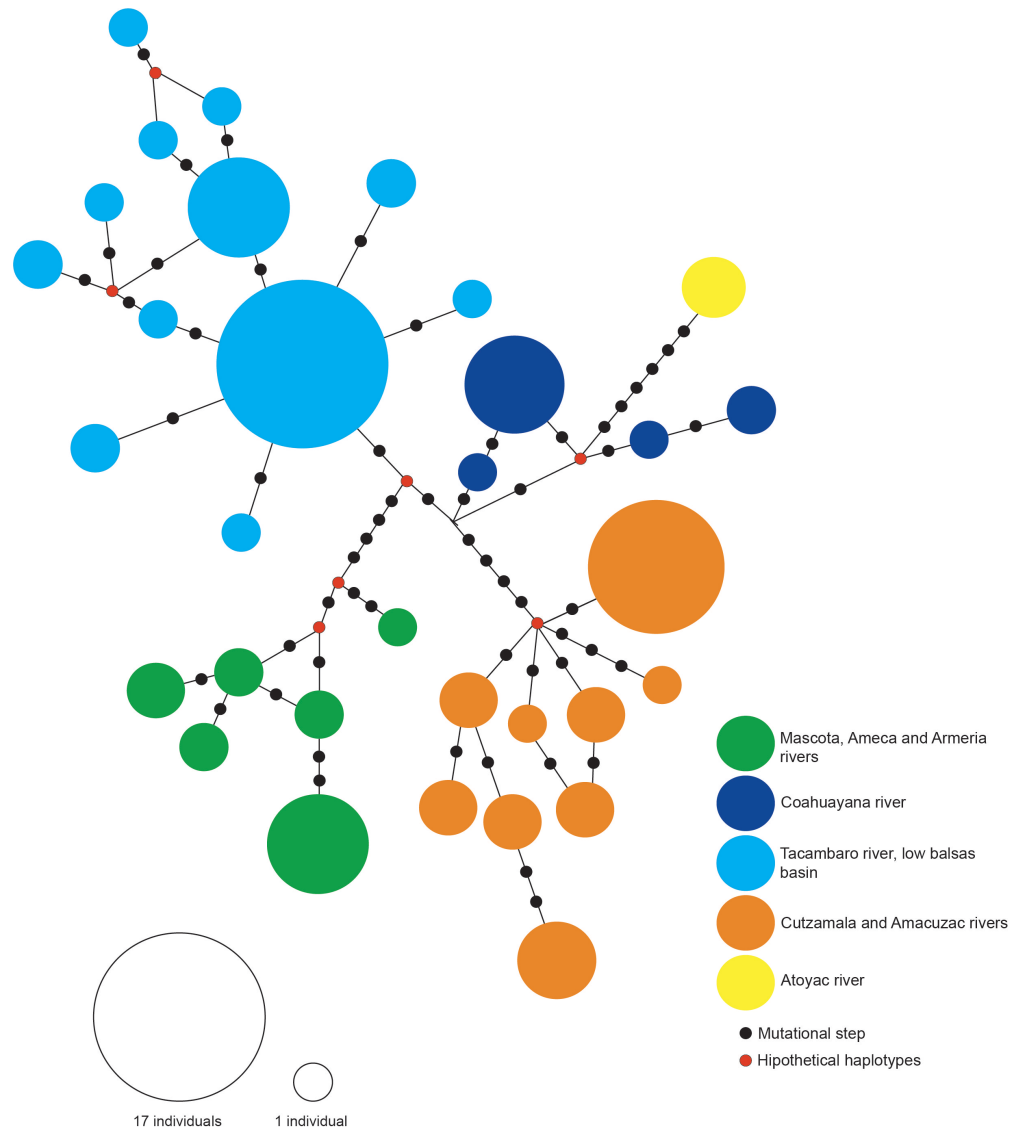 Mascota, Ameca and Armeria
rivers
Coahuayana river
Tacambaro river, low balsas
basin
Cutzamala and Amacuzac rivers
Atoyac river
Mutational step
Hipothetical haplotypes
17 individuals
1 individual